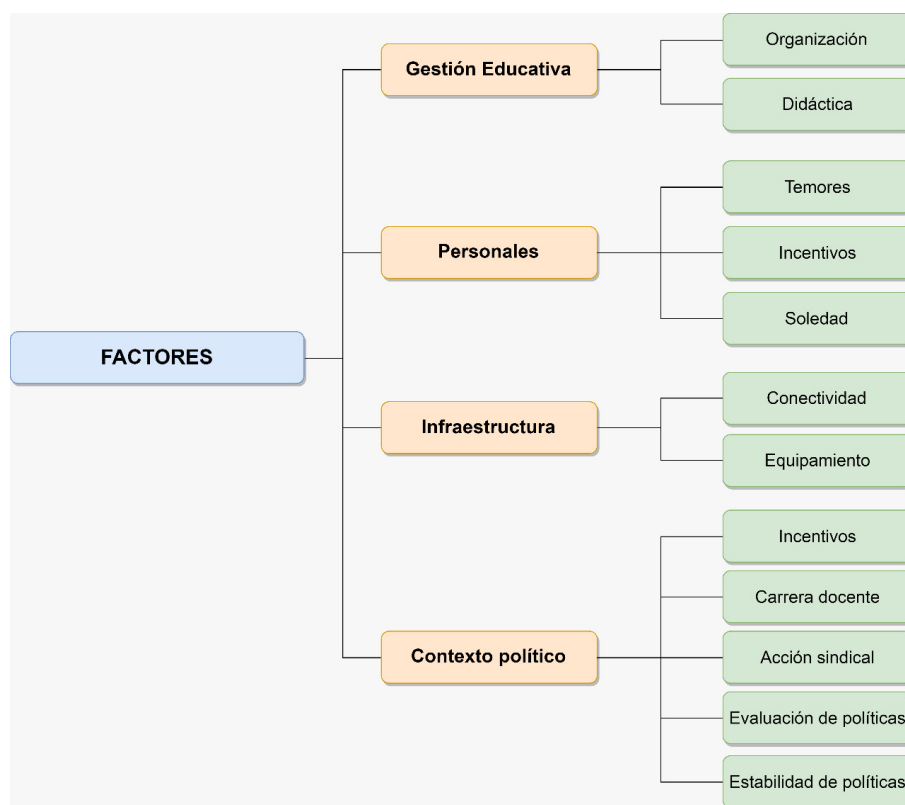 FACTORES
Gestión Educativa
Organización
Didáctica
Personales
Temores
Incentivos
Soledad
Infraestructura
Conectividad
Equipamiento
Contexto político
Incentivos
Carrera docente
Acción sindical
Evaluación de políticas
Estabilidad de políticas